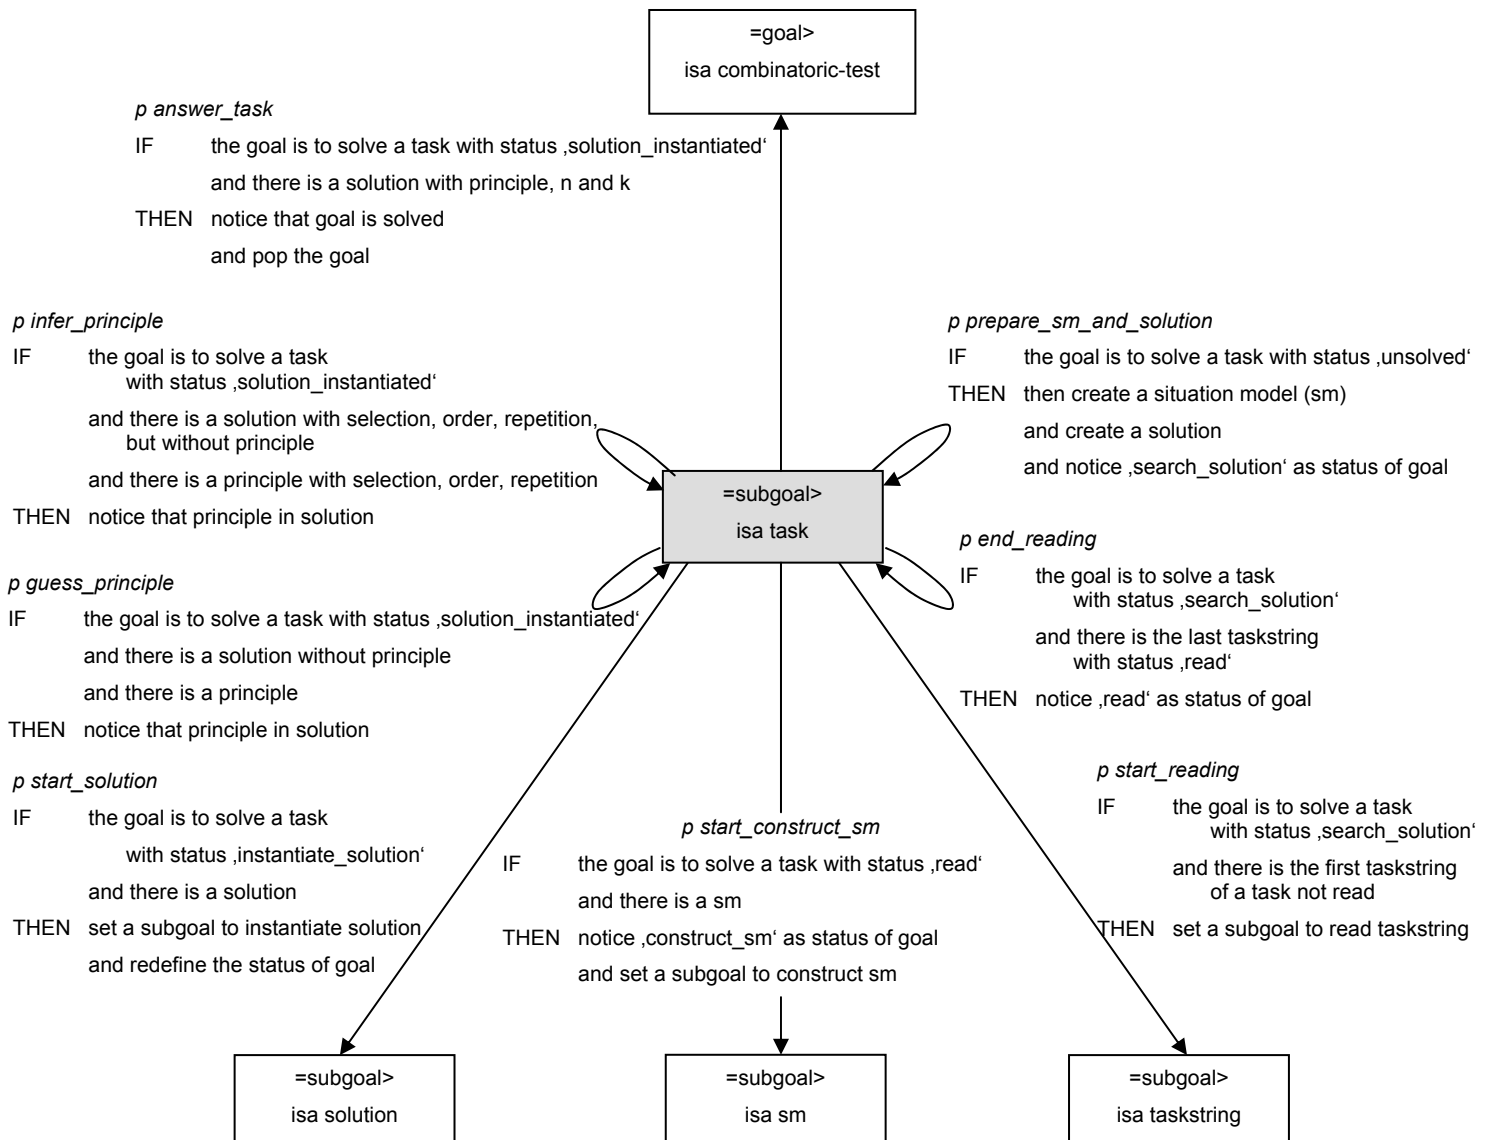 =goal>
isa combinatoric-test
p answer_task
IF the goal is to solve a task with status ‚solution_instantiated‘
and there is a solution with principle, n and k
THEN notice that goal is solved
and pop the goal
p infer_principle
IF the goal is to solve a task
with status ‚solution_instantiated‘
and there is a solution with selection, order, repetition,
but without principle
and there is a principle with selection, order, repetition
THEN notice that principle in solution
p prepare_sm_and_solution
IF the goal is to solve a task with status ‚unsolved‘
THEN then create a situation model (sm)
and create a solution
and notice ‚search_solution‘ as status of goal
=subgoal>
isa task
p guess_principle
IF the goal is to solve a task with status ‚solution_instantiated‘
and there is a solution without principle
and there is a principle
THEN notice that principle in solution
p end_reading
IF the goal is to solve a task
with status ‚search_solution‘
and there is the last taskstring
with status ‚read‘
THEN notice ‚read‘ as status of goal
p start_solution
IF the goal is to solve a task
with status ‚instantiate_solution‘
and there is a solution
THEN set a subgoal to instantiate solution
and redefine the status of goal
p start_construct_sm
IF the goal is to solve a task with status ‚read‘
and there is a sm
THEN notice ‚construct_sm‘ as status of goal
and set a subgoal to construct sm
p start_reading
IF the goal is to solve a task
with status ‚search_solution‘
and there is the first taskstring
of a task not read
THEN set a subgoal to read taskstring
=subgoal>
isa solution
=subgoal>
isa sm
=subgoal>
isa taskstring